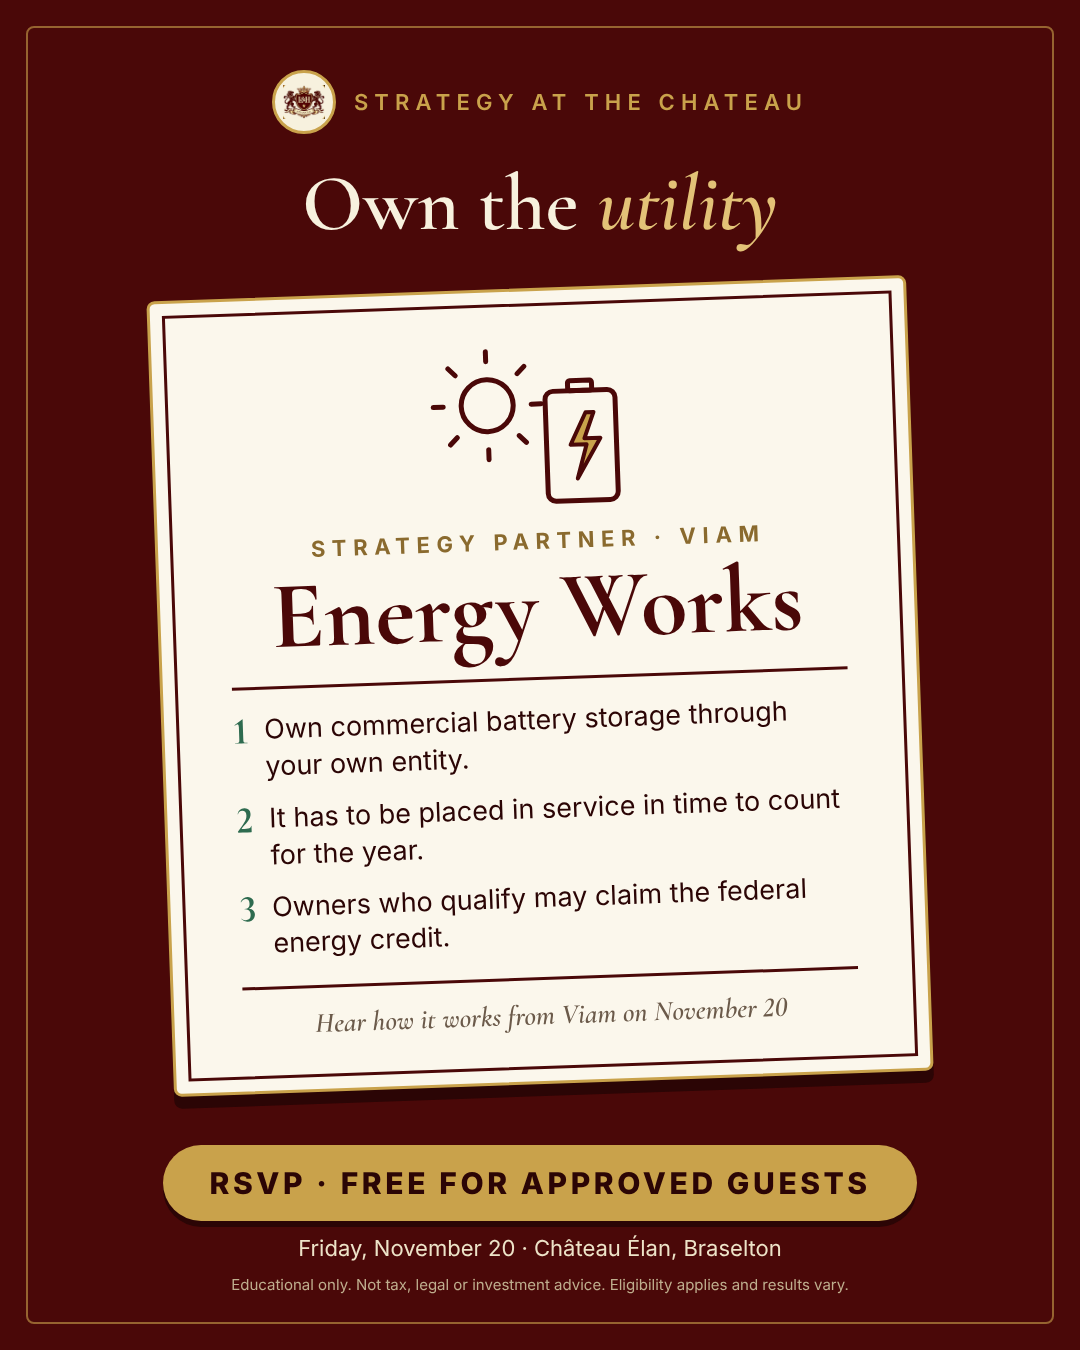 STRATEGY AT THE CHATEAU
Own the utility
STRATEGY PARTNER · VIAM
Energy Works
1 Own commercial battery storage through
your own entity.
2 It has to be placed in service in time to count
for the year.
3 Owners who qualify may claim the federal
energy credit.
Hear how it works from Viam on November 20
RSVP · FREE FOR APPROVED GUESTS
Friday, November 20 · Château Élan, Braselton
Educational only. Not tax, legal or investment advice. Eligibility applies and results vary.